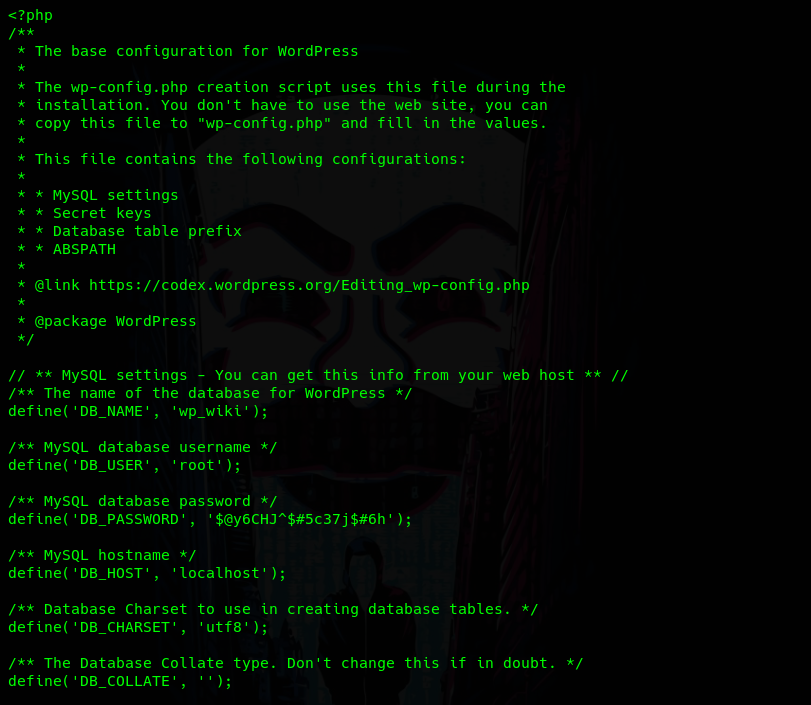 <?php
/**
 * The base configuration for WordPress
 *
 * The wp-config.php creation script uses this file during the
 * installation. You don't have to use the web site, you can
 * copy this file to "wp-config.php" and fill in the values.
 *
 * This file contains the following configurations:
 *
 * * MySQL settings
 * * Secret keys
 * * Database table prefix
 * * ABSPATH
 *
 * @link https://codex.wordpress.org/Editing_wp-config.php
 *
 * @package WordPress
 */

// ** MySQL settings - You can get this info from your web host ** //
/** The name of the database for WordPress */
define('DB_NAME', 'wp_wiki');

/** MySQL database username */
define('DB_USER', 'root');

/** MySQL database password */
define('DB_PASSWORD', '$@y6CHJ^$#5c37j$#6h');

/** MySQL hostname */
define('DB_HOST', 'localhost');

/** Database Charset to use in creating database tables. */
define('DB_CHARSET', 'utf8');

/** The Database Collate type. Don't change this if in doubt. */
define('DB_COLLATE', '');